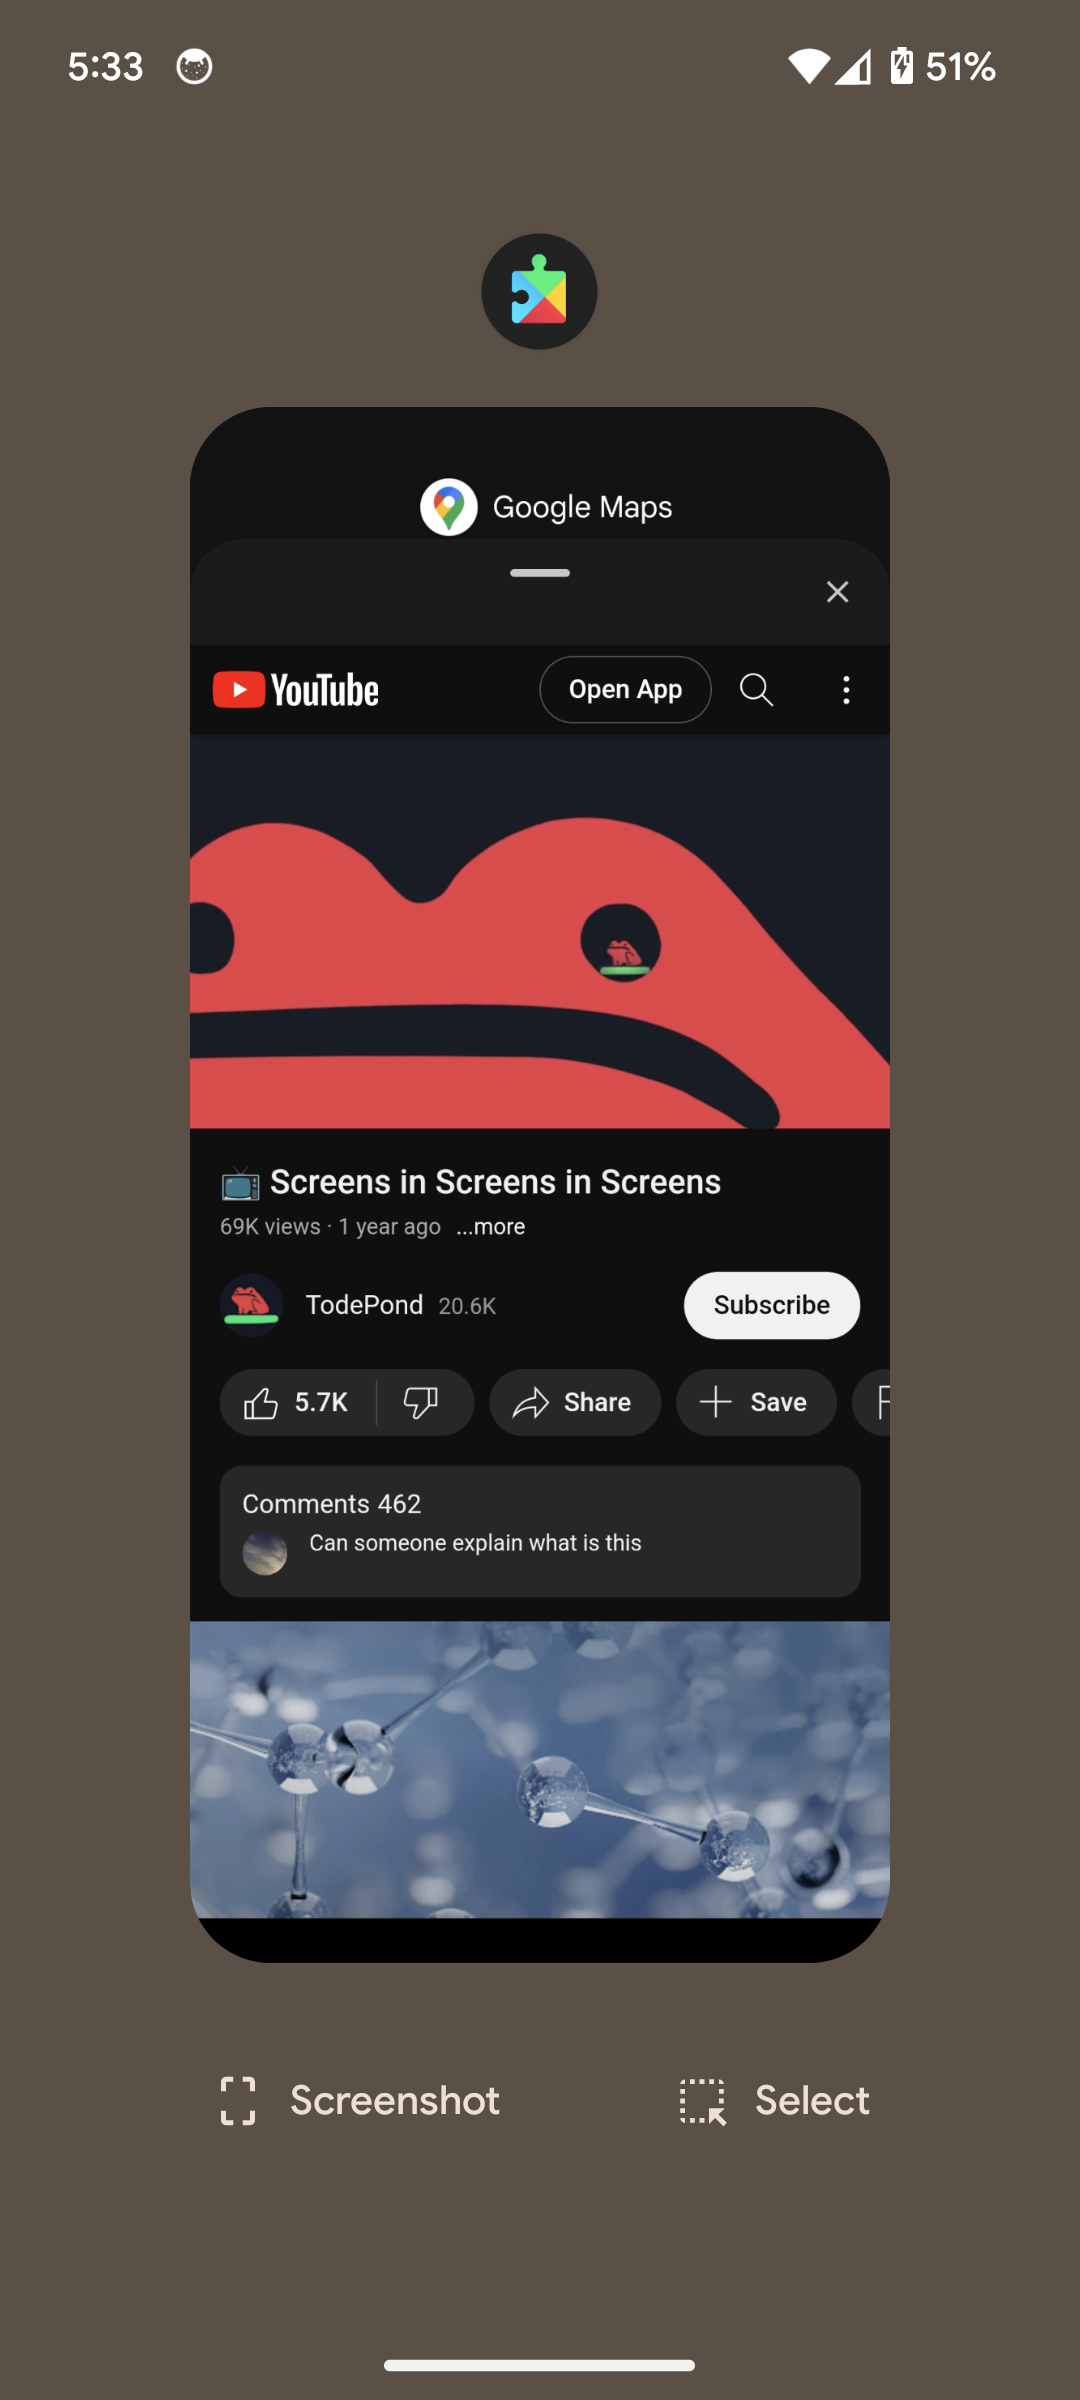 5:33
51%
Google Maps
YouTube
Open App
Screens in Screens in Screens
69K views · 1 year ago ...more
TodePond 20.6K
Subscribe
5.7K
Share
Save
Comments 462
Can someone explain what is this
Screenshot
Select